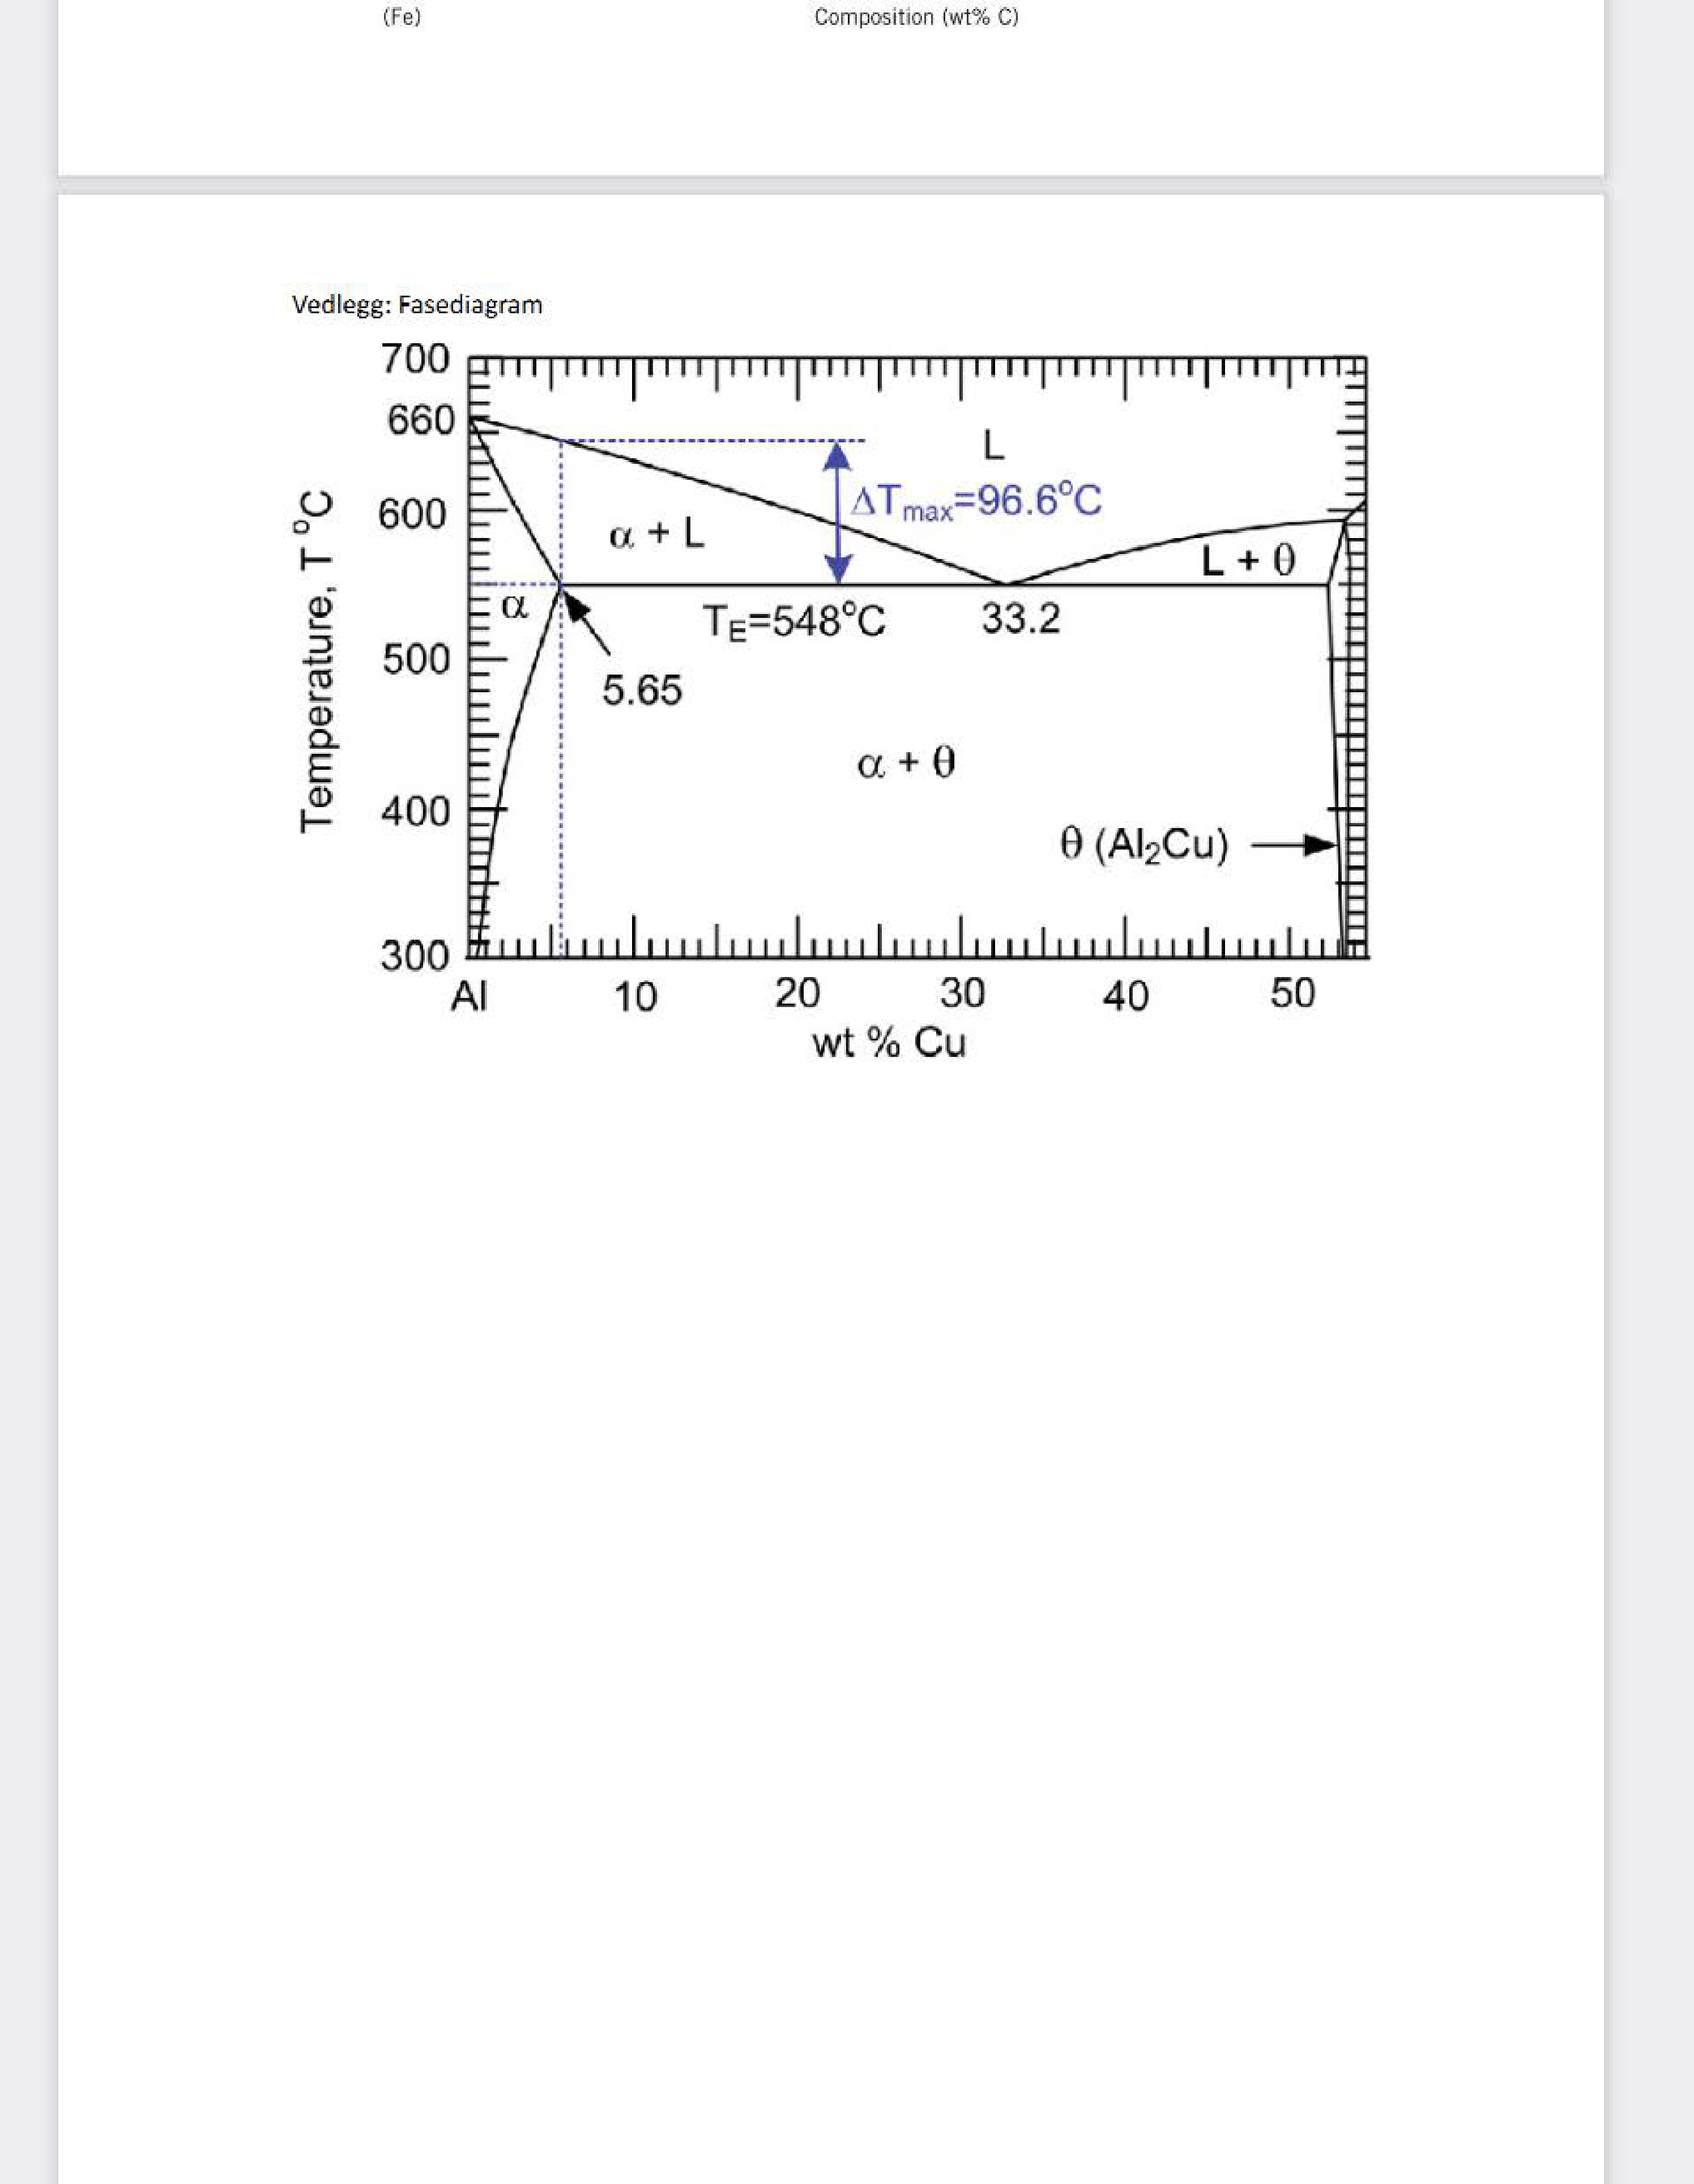 (Fe)
Composition (wt% C)
Vedlegg: Fasediagram
700
660
L
ΔTmax=96.6°C
600
α + L
L + θ
α
TE=548°C
33.2
500
5.65
α + θ
400
θ (Al2Cu)
300
Temperature, T °C
Al
10
20
30
40
50
wt % Cu